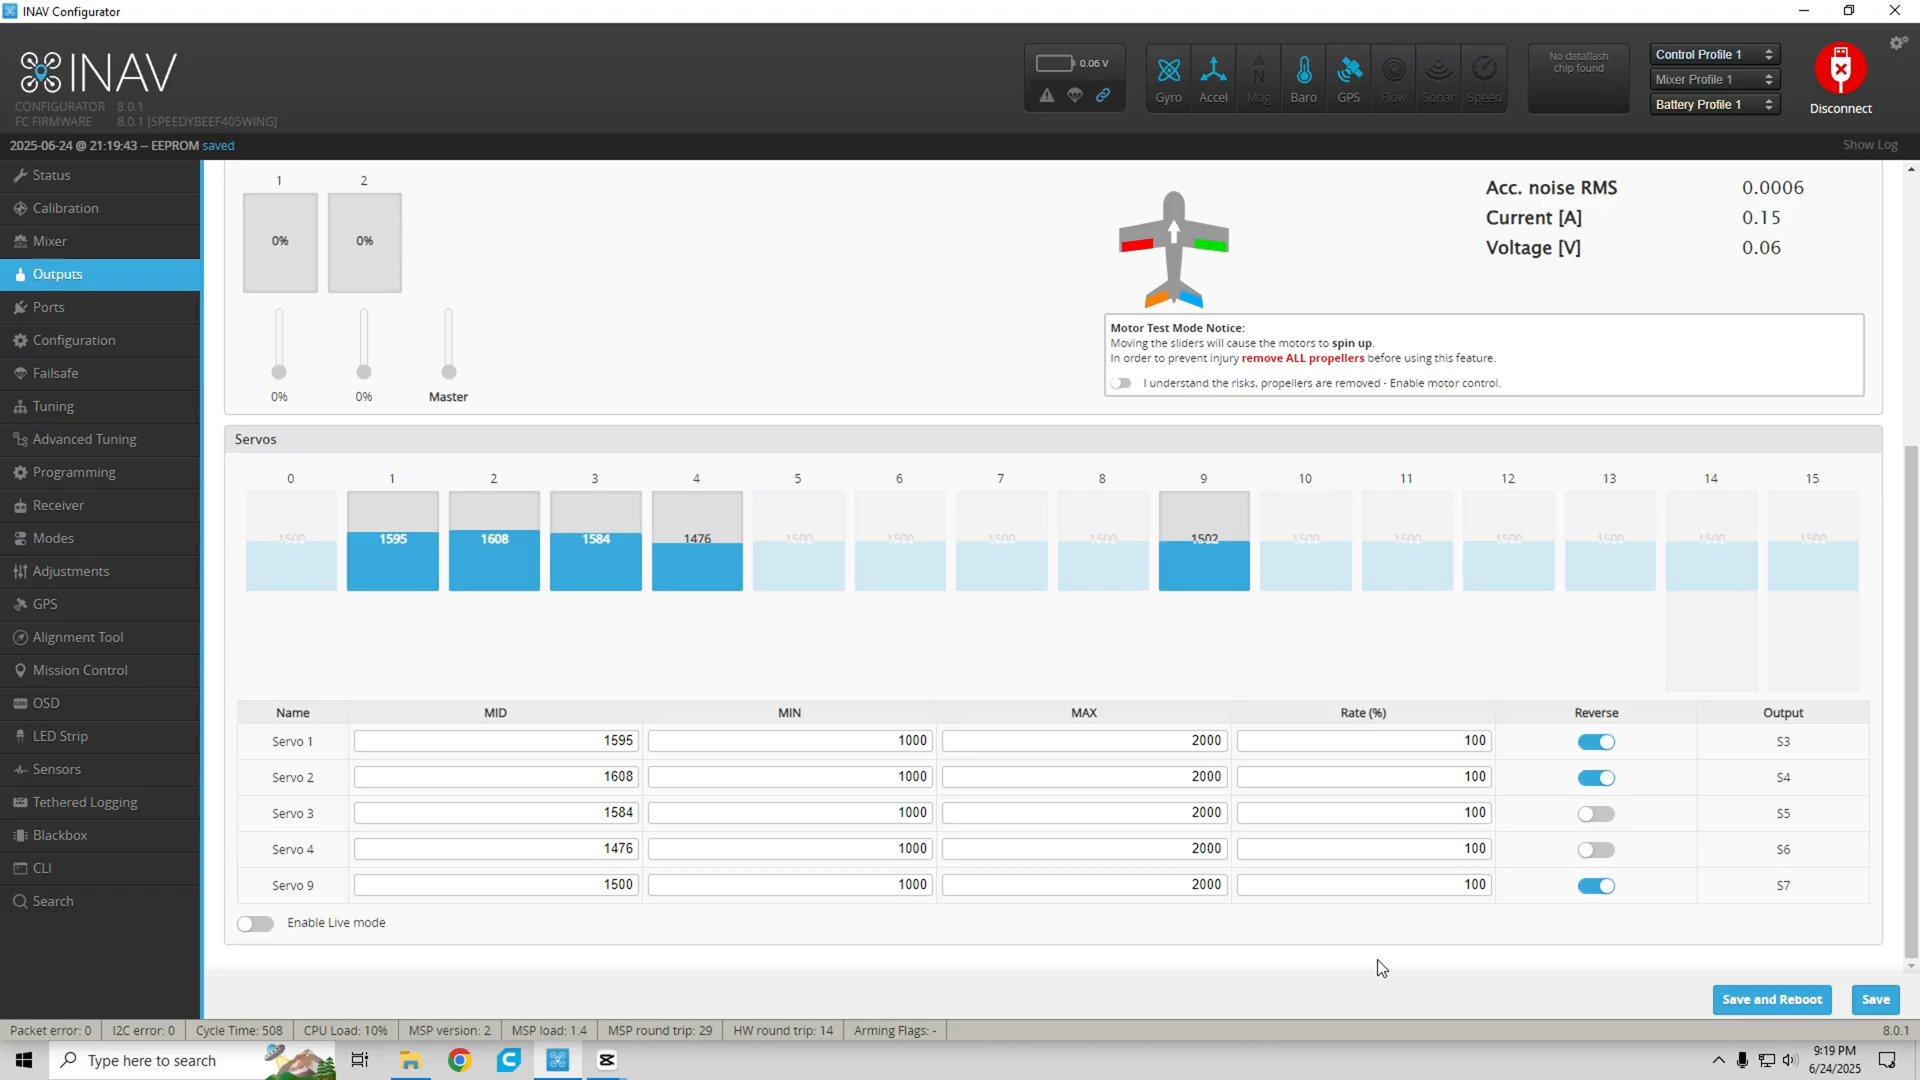 INAV Configurator
INAV
CONFIGURATOR 8.0.1
FC FIRMWARE 8.0.1 [SPEEDYBEEF405WING]
0.06 V
Gyro
Accel
Mag
Baro
GPS
Flow
Sonar
Speed
No dataflash
chip found
Control Profile 1
Mixer Profile 1
Battery Profile 1
Disconnect
2025-06-24 @ 21:19:43 -- EEPROM saved
Show Log
Status
Calibration
Mixer
Outputs
Ports
Configuration
Failsafe
Tuning
Advanced Tuning
Programming
Receiver
Modes
Adjustments
GPS
Alignment Tool
Mission Control
OSD
LED Strip
Sensors
Tethered Logging
Blackbox
CLI
Search
1 2
0% 0%
0% 0% Master
Acc. noise RMS 0.0006
Current [A] 0.15
Voltage [V] 0.06
Motor Test Mode Notice:
Moving the sliders will cause the motors to spin up.
In order to prevent injury remove ALL propellers before using this feature.
I understand the risks, propellers are removed - Enable motor control.
Servos
0 1 2 3 4 5 6 7 8 9 10 11 12 13 14 15
1500 1595 1608 1584 1476 1500 1500 1500 1500 1502 1500 1500 1500 1500 1500 1500
Name MID MIN MAX Rate (%) Reverse Output
Servo 1 1595 1000 2000 100 S3
Servo 2 1608 1000 2000 100 S4
Servo 3 1584 1000 2000 100 S5
Servo 4 1476 1000 2000 100 S6
Servo 9 1500 1000 2000 100 S7
Enable Live mode
Save and Reboot
Save
Packet error: 0 I2C error: 0 Cycle Time: 508 CPU Load: 10% MSP version: 2 MSP load: 1.4 MSP round trip: 29 HW round trip: 14 Arming Flags: - 8.0.1
Type here to search
9:19 PM
6/24/2025